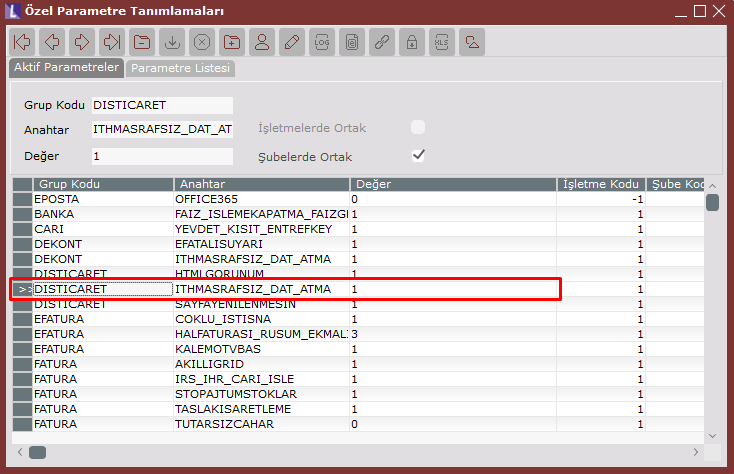 Özel Parametre Tanımlamaları
LOG XLS
Aktif Parametreler Parametre Listesi
Grup Kodu DISTICARET
Anahtar ITHMASRAFSIZ_DAT_AT İşletmelerde Ortak
Değer 1 Şubelerde Ortak
Grup Kodu Anahtar Değer İşletme Kodu Şube Kod
EPOSTA OFFICE365 0 -1
BANKA FAIZ_ISLEMEKAPATMA_FAIZGI 1 1
CARI YEVDET_KISIT_ENTREFKEY 1 1
DEKONT EFATALISUYARI 1 1
DEKONT ITHMASRAFSIZ_DAT_ATMA 1 1
DISTICARET HTMLGORUNUM 1 1
>> DISTICARET ITHMASRAFSIZ_DAT_ATMA 1 1
DISTICARET SAYFAYENILENMESIN 1 1
EFATURA COKLU_ISTISNA 1 1
EFATURA HALFATURASI_RUSUM_EKMALI 3 1
EFATURA KALEMOTVBAS 1 1
FATURA AKILLIGRID 1 1
FATURA IRS_IHR_CARI_ISLE 1 1
FATURA STOPAJTUMSTOKLAR 1 1
FATURA TASLAKISARETLEME 1 1
FATURA TUTARSIZCAHAR 0 1